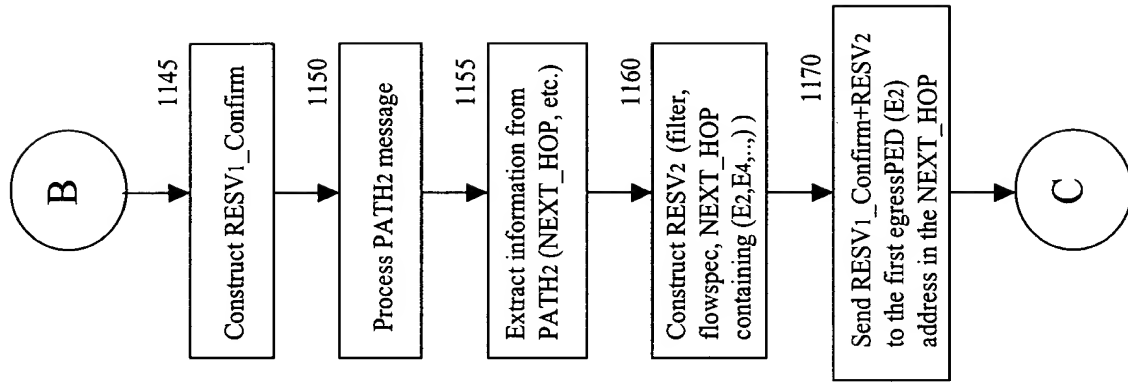 B
1145
Construct RESV1_Confirm
1150
Process PATH2 message
1155
Extract information from
PATH2 (NEXT_HOP, etc.)
1160
Construct RESV2 (filter,
flowspec, NEXT_HOP
containing (E2,E4,..,) )
1170
Send RESV1_Confirm+RESV2
to the first egressPED (E2)
address in the NEXT_HOP
C